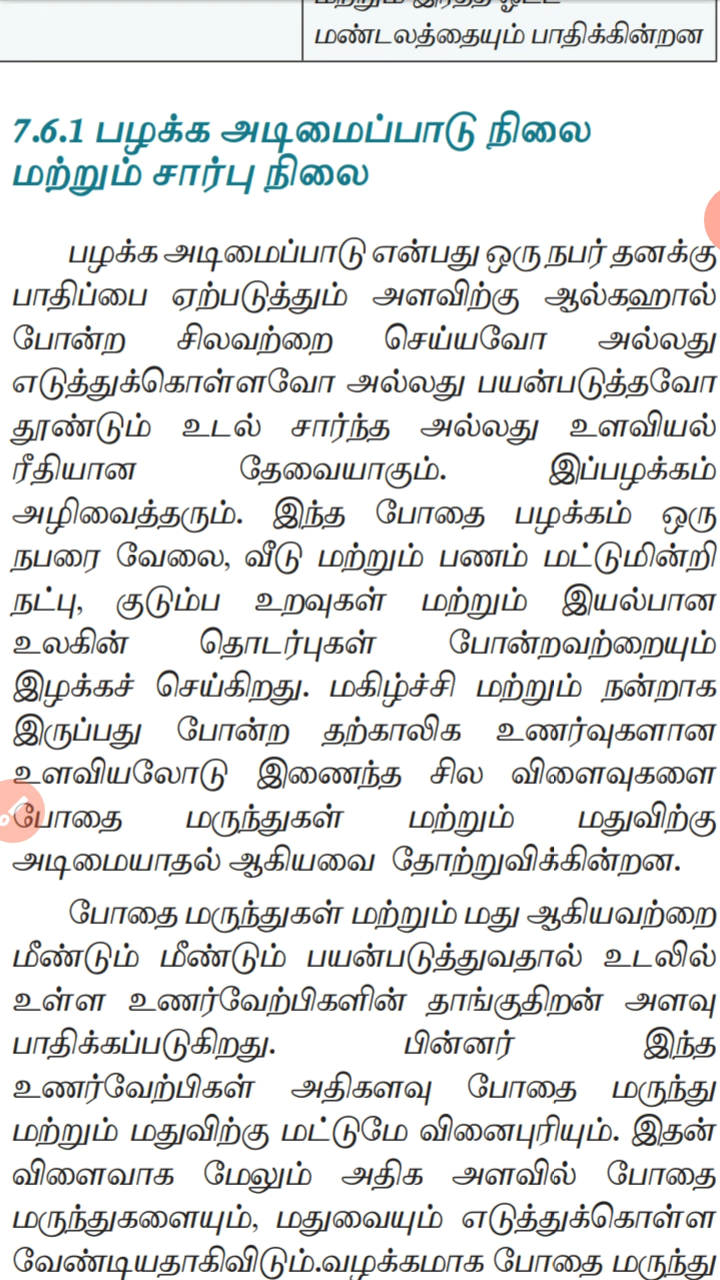 மண்டலத்தையும் பாதிக்கின்றன
7.6.1 பழக்க அடிமைப்பாடு நிலை
மற்றும் சார்பு நிலை
பழக்க அடிமைப்பாடு என்பது ஒரு நபர் தனக்கு
பாதிப்பை ஏற்படுத்தும் அளவிற்கு ஆல்கஹால்
போன்ற சிலவற்றை செய்யவோ அல்லது
எடுத்துக்கொள்ளவோ அல்லது பயன்படுத்தவோ
தூண்டும் உடல் சார்ந்த அல்லது உளவியல்
ரீதியான தேவையாகும். இப்பழக்கம்
அழிவைத்தரும். இந்த போதை பழக்கம் ஒரு
நபரை வேலை, வீடு மற்றும் பணம் மட்டுமின்றி
நட்பு, குடும்ப உறவுகள் மற்றும் இயல்பான
உலகின் தொடர்புகள் போன்றவற்றையும்
இழக்கச் செய்கிறது. மகிழ்ச்சி மற்றும் நன்றாக
இருப்பது போன்ற தற்காலிக உணர்வுகளான
உளவியலோடு இணைந்த சில விளைவுகளை
போதை மருந்துகள் மற்றும் மதுவிற்கு
அடிமையாதல் ஆகியவை தோற்றுவிக்கின்றன.
போதை மருந்துகள் மற்றும் மது ஆகியவற்றை
மீண்டும் மீண்டும் பயன்படுத்துவதால் உடலில்
உள்ள உணர்வேற்பிகளின் தாங்குதிறன் அளவு
பாதிக்கப்படுகிறது. பின்னர் இந்த
உணர்வேற்பிகள் அதிகளவு போதை மருந்து
மற்றும் மதுவிற்கு மட்டுமே வினைபுரியும். இதன்
விளைவாக மேலும் அதிக அளவில் போதை
மருந்துகளையும், மதுவையும் எடுத்துக்கொள்ள
வேண்டியதாகிவிடும்.வழக்கமாக போதை மருந்து